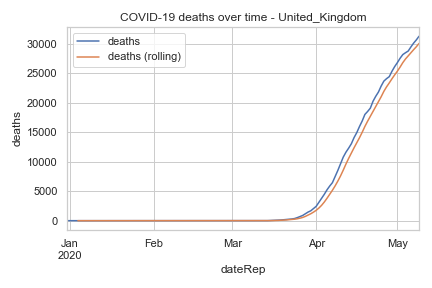 COVID-19 deaths over time - United_Kingdom
deaths
deaths (rolling)
30000
25000
20000
15000
10000
5000
0
deaths
Jan
2020
Feb
Mar
Apr
May
dateRep